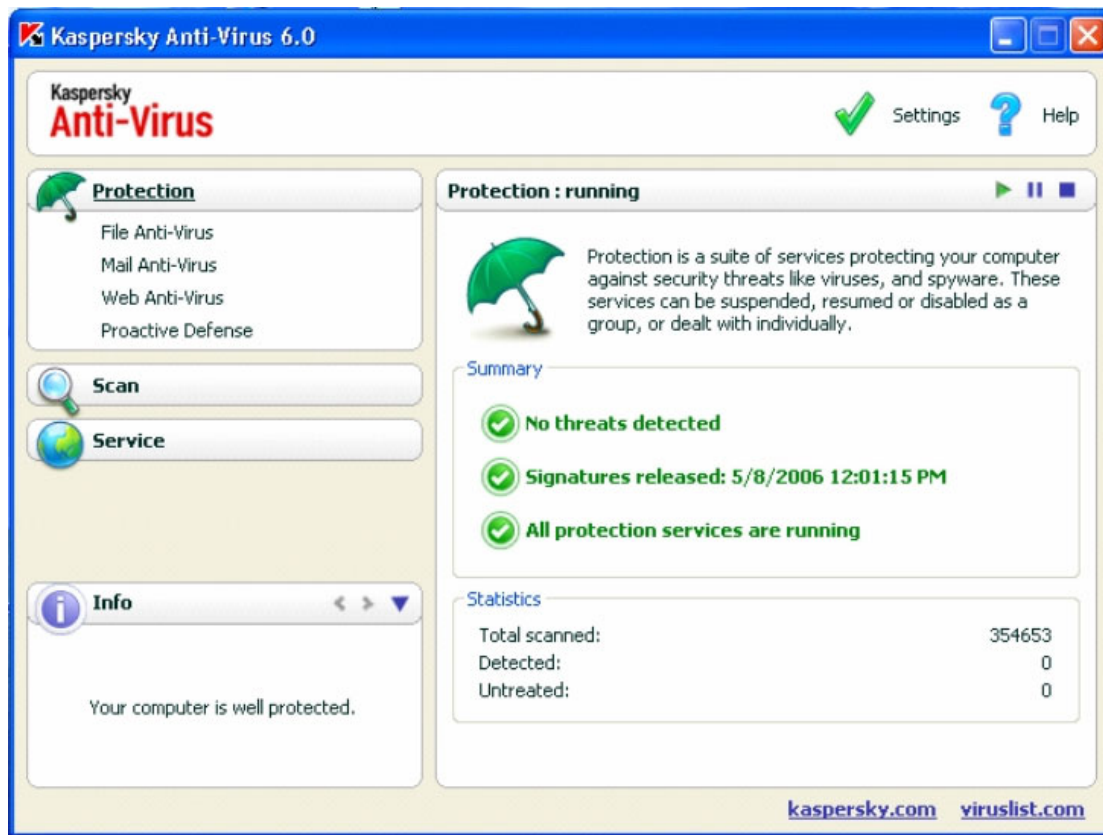 Kaspersky Anti-Virus 6.0
Kaspersky
Anti-Virus
Settings
Help
Protection
File Anti-Virus
Mail Anti-Virus
Web Anti-Virus
Proactive Defense
Scan
Service
Info
Your computer is well protected.
Protection : running
Protection is a suite of services protecting your computer
against security threats like viruses, and spyware. These
services can be suspended, resumed or disabled as a
group, or dealt with individually.
Summary
No threats detected
Signatures released: 5/8/2006 12:01:15 PM
All protection services are running
Statistics
Total scanned: 354653
Detected: 0
Untreated: 0
kaspersky.com viruslist.com